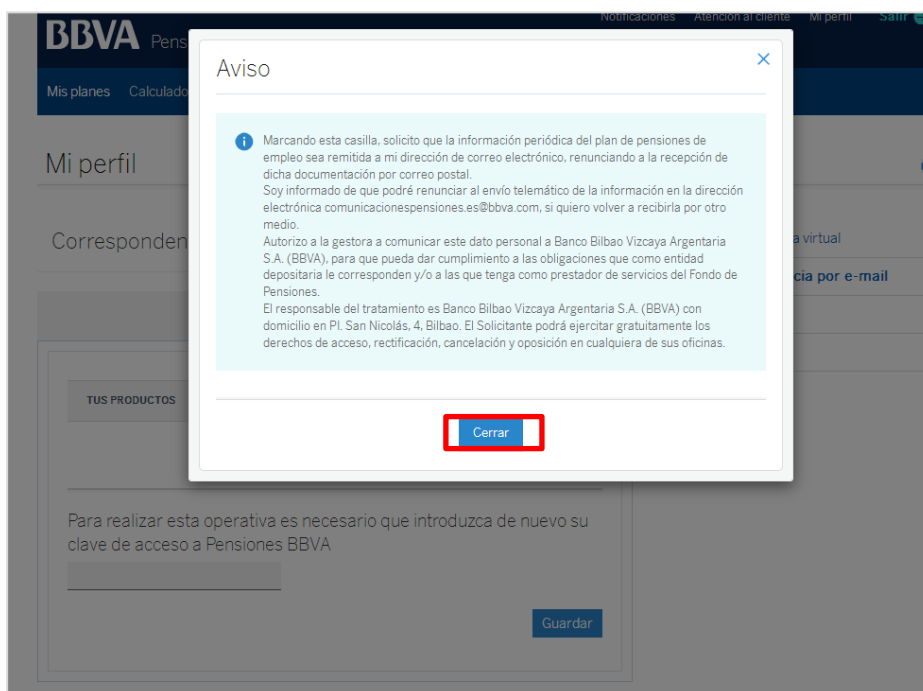 Notificaciones Atención al cliente Mi perfil Salir
BBVA Pens
Mis planes Calculado
Aviso
Marcando esta casilla, solicito que la información periódica del plan de pensiones de
empleo sea remitida a mi dirección de correo electrónico, renunciando a la recepción de
dicha documentación por correo postal.
Soy informado de que podré renunciar al envío telemático de la información en la dirección
electrónica comunicacionespensiones.es@bbva.com, si quiero volver a recibirla por otro
medio.
Autorizo a la gestora a comunicar este dato personal a Banco Bilbao Vizcaya Argentaria
S.A. (BBVA), para que pueda dar cumplimiento a las obligaciones que como entidad
depositaria le corresponden y/o a las que tenga como prestador de servicios del Fondo de
Pensiones.
El responsable del tratamiento es Banco Bilbao Vizcaya Argentaria S.A. (BBVA) con
domicilio en Pl. San Nicolás, 4, Bilbao. El Solicitante podrá ejercitar gratuitamente los
derechos de acceso, rectificación, cancelación y oposición en cualquiera de sus oficinas.
Cerrar
Mi perfil
Corresponden
a virtual
cia por e-mail
TUS PRODUCTOS
Para realizar esta operativa es necesario que introduzca de nuevo su
clave de acceso a Pensiones BBVA
Guardar